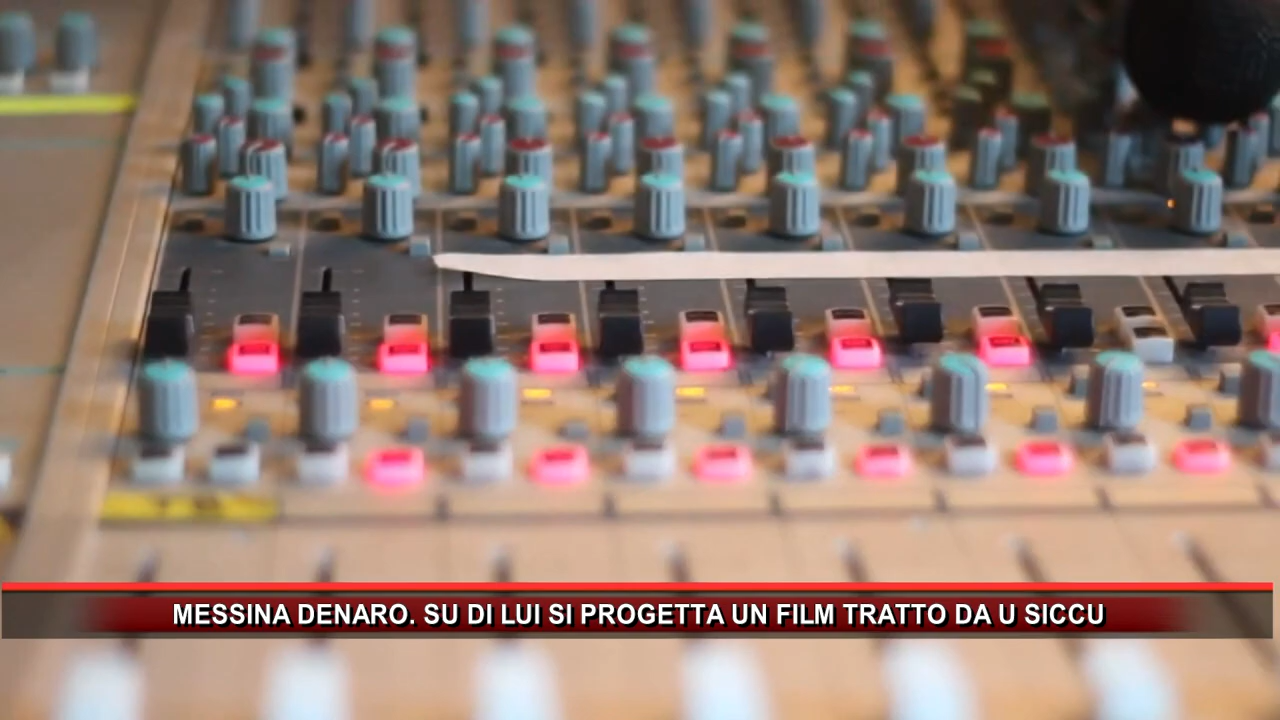 MESSINA DENARO. SU DI LUI SI PROGETTA UN FILM TRATTO DA U SICCU